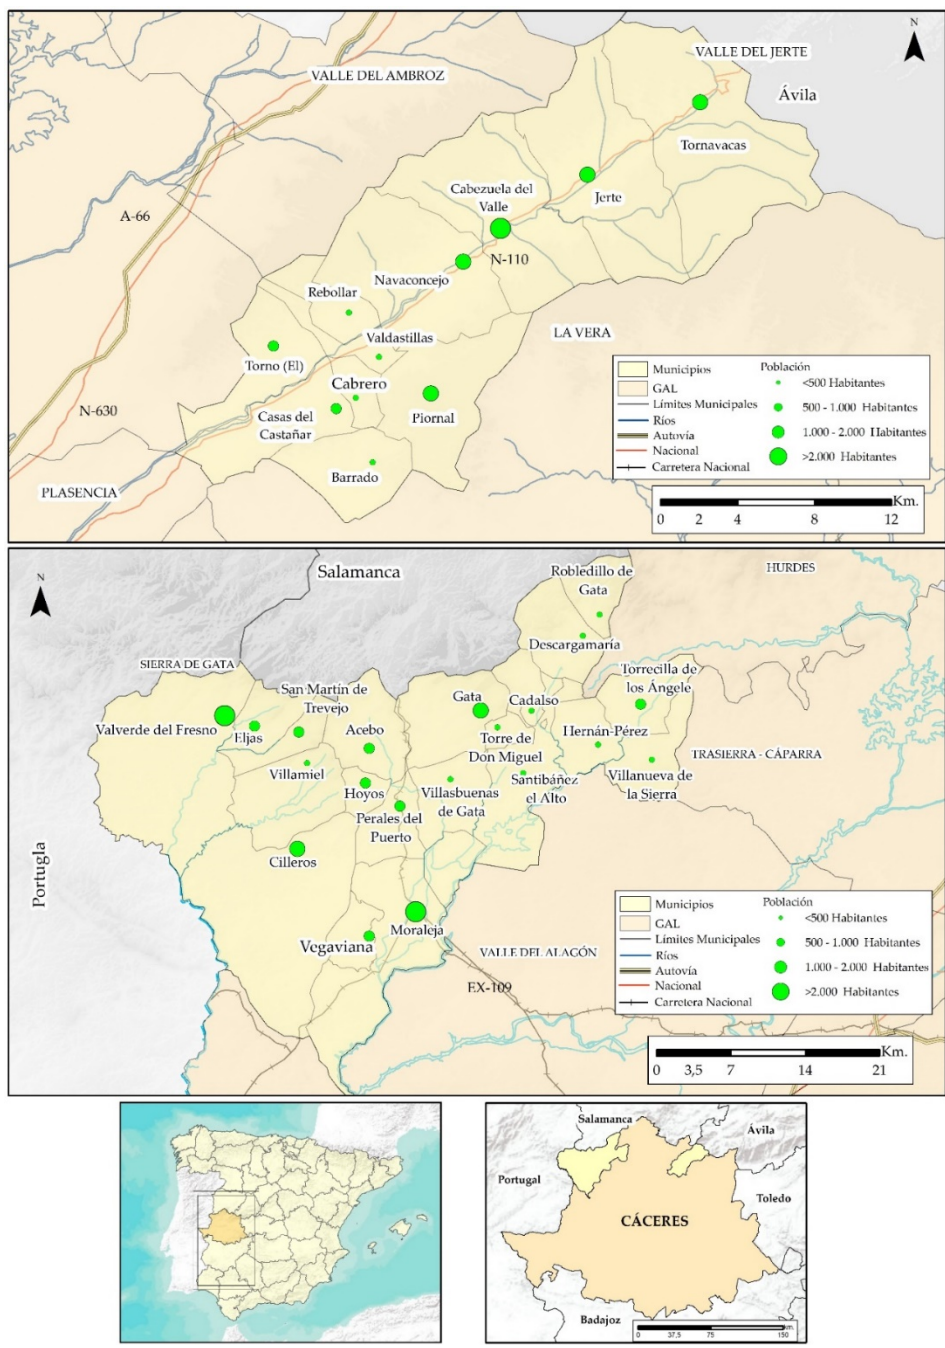 N
VALLE DEL JERTE
VALLE DEL AMBROZ
Ávila
Tornavacas
Cabezuela del
Valle
Jerte
A-66
N-110
Navaconcejo
Rebollar
LA VERA
Valdastillas
Torno (El)
Cabrero
N-630
Casas del
Castañar
Piornal
Barrado
PLASENCIA
Municipios
GAL
Límites Municipales
Ríos
Autovía
Nacional
Carretera Nacional
Población
<500 Habitantes
500 - 1.000 Habitantes
1.000 - 2.000 Habitantes
>2.000 Habitantes
Km.
0 2 4 8 12
N
Salamanca
Robledillo de
Gata
HURDES
Descargamaría
SIERRA DE GATA
San Martín de
Trevejo
Torrecilla de
los Ángele
Gata
Cadalso
Valverde del Fresno
Eljas
Acebo
Torre de
Don Miguel
Hernán-Pérez
TRASIERRA - CÁPARRA
Villamiel
Hoyos
Villasbuenas
de Gata
Santibáñez
el Alto
Villanueva de
la Sierra
Perales del
Puerto
Cilleros
Portugla
Moraleja
Vegaviana
VALLE DEL ALAGÓN
EX-109
Municipios
GAL
Límites Municipales
Ríos
Autovía
Nacional
Carretera Nacional
Población
<500 Habitantes
500 - 1.000 Habitantes
1.000 - 2.000 Habitantes
>2.000 Habitantes
Km.
0 3,5 7 14 21
Salamanca
Ávila
Portugal
Toledo
CÁCERES
Badajoz
km.
0 37,5 75 150